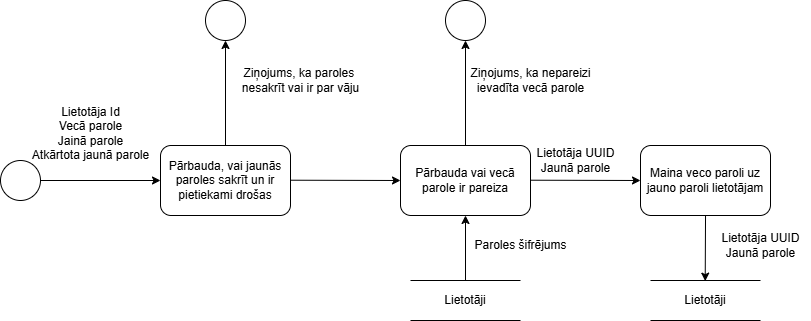 Ziņojums, ka paroles
nesakrīt vai ir par vāju
Ziņojums, ka nepareizi
ievadīta vecā parole
Lietotāja Id
Vecā parole
Jainā parole
Atkārtota jaunā parole
Pārbauda, vai jaunās
paroles sakrīt un ir
pietiekami drošas
Pārbauda vai vecā
parole ir pareiza
Lietotāja UUID
Jaunā parole
Maina veco paroli uz
jauno paroli lietotājam
Paroles šifrējums
Lietotāja UUID
Jaunā parole
Lietotāji
Lietotāji